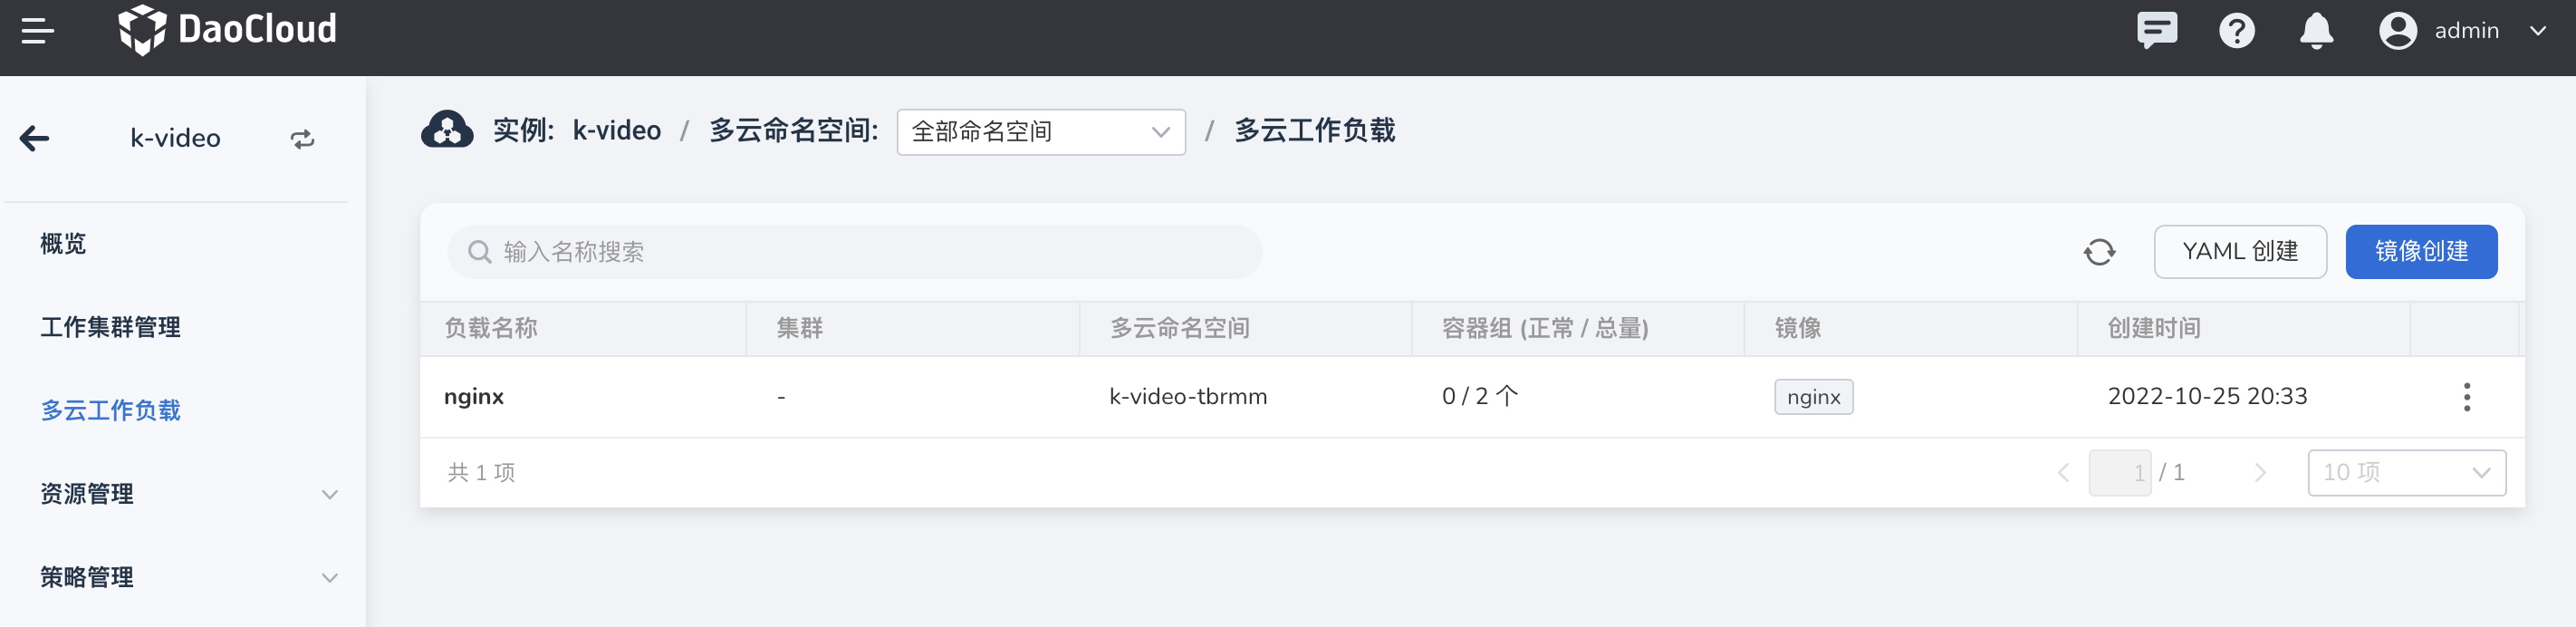 DaoCloud
admin
k-video
实例: k-video / 多云命名空间: 全部命名空间 / 多云工作负载
概览
工作集群管理
多云工作负载
资源管理
策略管理
输入名称搜索
YAML 创建
镜像创建
负载名称 集群 多云命名空间 容器组 (正常 / 总量) 镜像 创建时间
nginx - k-video-tbrmm 0 / 2 个 nginx 2022-10-25 20:33
共 1 项
1 / 1
10 项